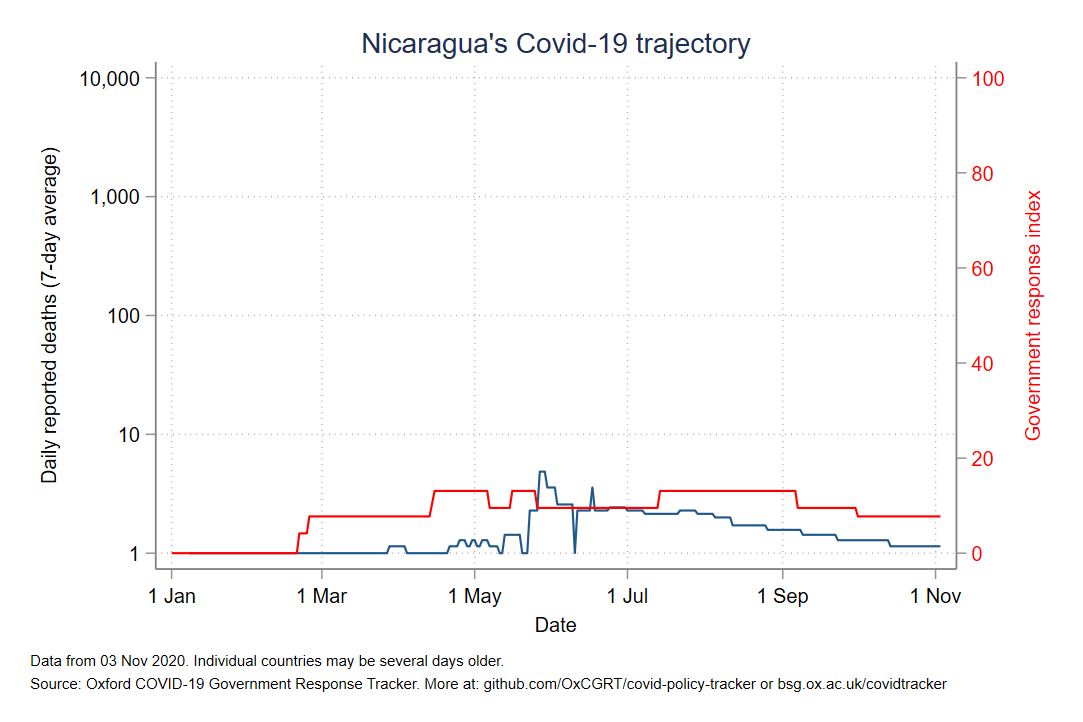 Nicaragua's Covid-19 trajectory
10,000
1,000
100
10
1
Daily reported deaths (7-day average)
100
80
60
40
20
0
Government response index
1 Jan
1 Mar
1 May
1 Jul
1 Sep
1 Nov
Date
Data from 03 Nov 2020. Individual countries may be several days older.
Source: Oxford COVID-19 Government Response Tracker. More at: github.com/OxCGRT/covid-policy-tracker or bsg.ox.ac.uk/covidtracker